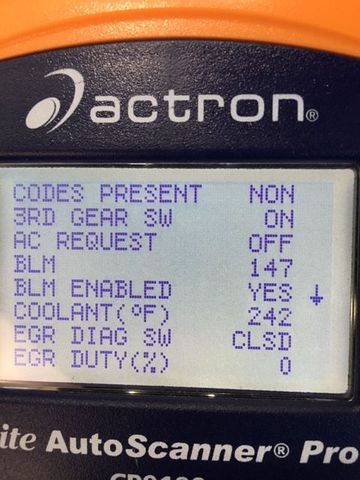 actron®
CODES PRESENT NON
3RD GEAR SW ON
AC REQUEST OFF
BLM 147
BLM ENABLED YES
COOLANT(ºF) 242
EGR DIAG SW CLSD
EGR DUTY(%) 0
ite AutoScanner® Pro